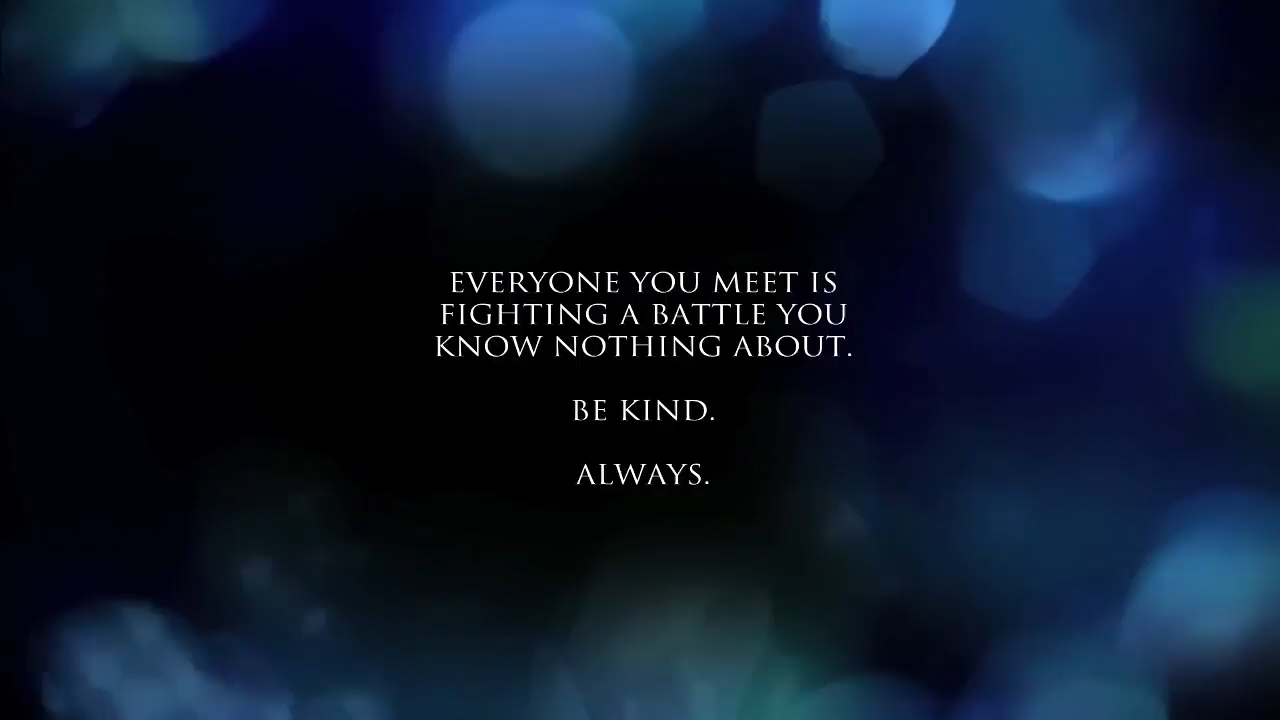 EVERYONE YOU MEET IS
FIGHTING A BATTLE YOU
KNOW NOTHING ABOUT.
BE KIND.
ALWAYS.